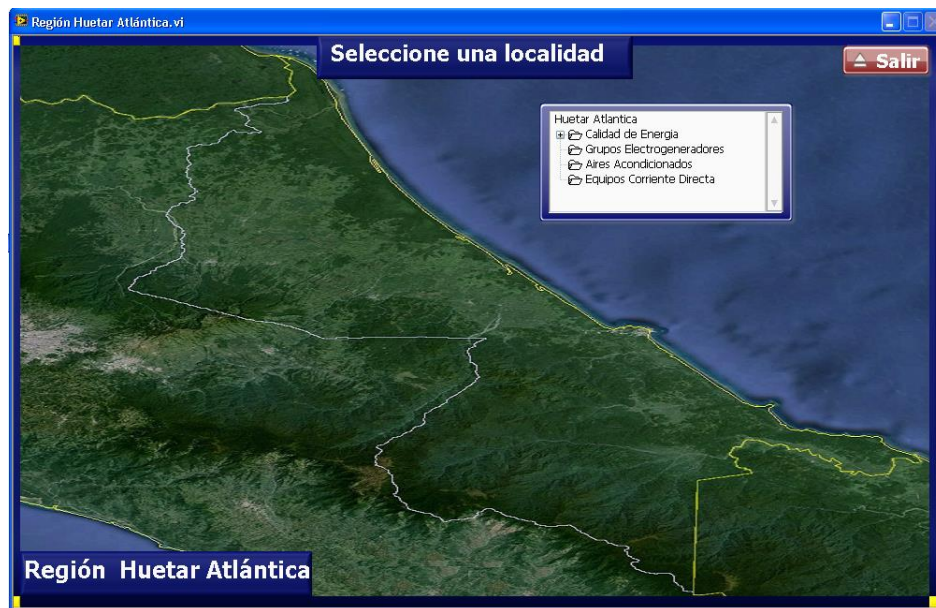 Región Huetar Atlántica.vi
Seleccione una localidad
Salir
Huetar Atlantica
Calidad de Energia
Grupos Electrogeneradores
Aires Acondicionados
Equipos Corriente Directa
Región Huetar Atlántica